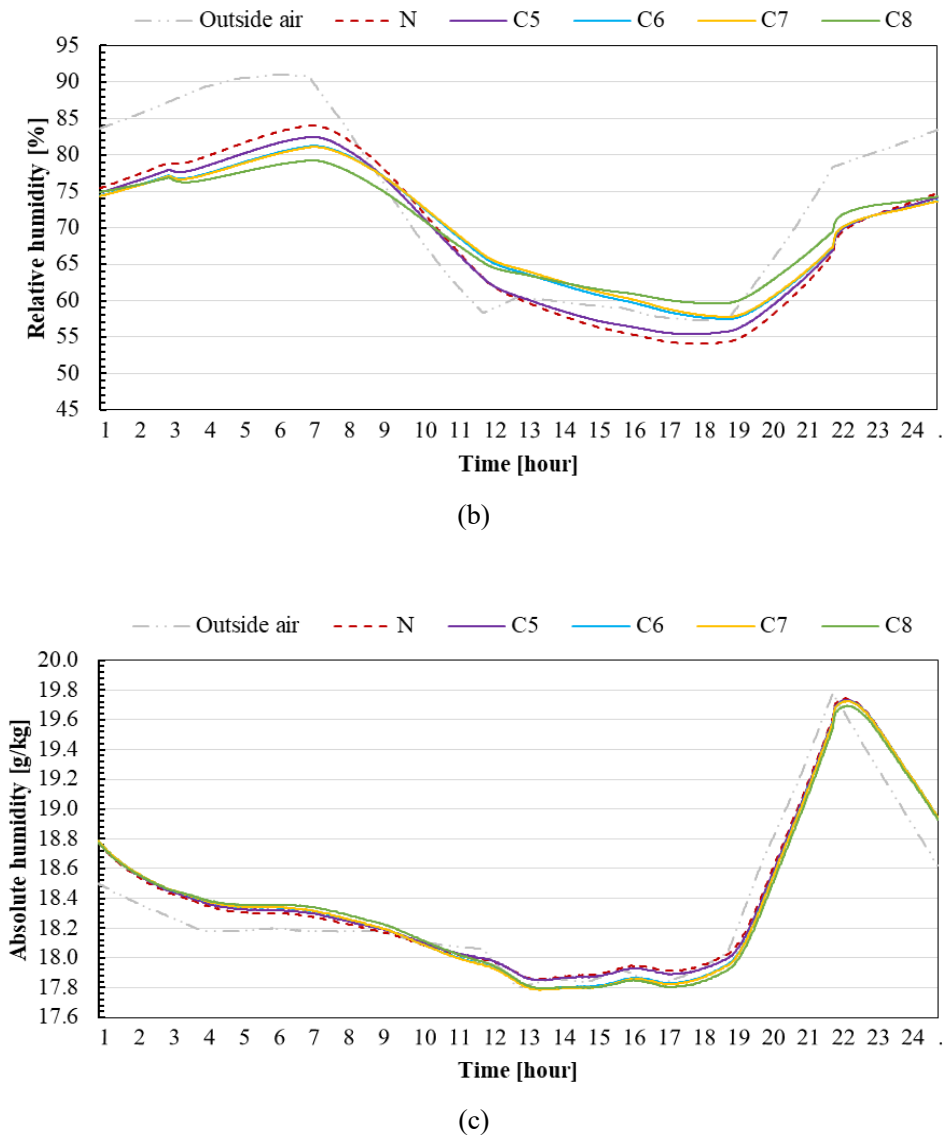 Outside air N C5 C6 C7 C8
95
90
85
80
75
70
65
60
55
50
45
Relative humidity [%]
1 2 3 4 5 6 7 8 9 10 11 12 13 14 15 16 17 18 19 20 21 22 23 24 .
Time [hour]
(b)
Outside air N C5 C6 C7 C8
20.0
19.8
19.6
19.4
19.2
19.0
18.8
18.6
18.4
18.2
18.0
17.8
17.6
Absolute humidity [g/kg]
1 2 3 4 5 6 7 8 9 10 11 12 13 14 15 16 17 18 19 20 21 22 23 24 .
Time [hour]
(c)